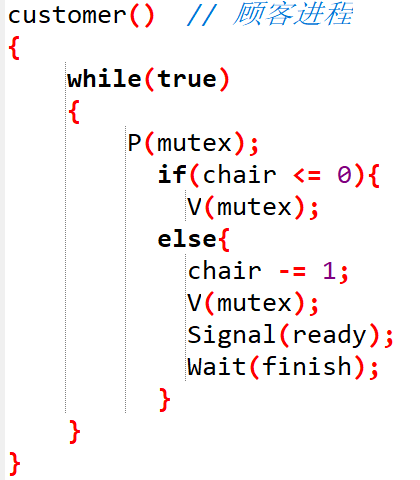 customer()  // 顾客进程
{
    while(true)
    {
        P(mutex);
          if(chair <= 0){
            V(mutex);
          else{
            chair -= 1;
            V(mutex);
            Signal(ready);
            Wait(finish);
          }
    }
}